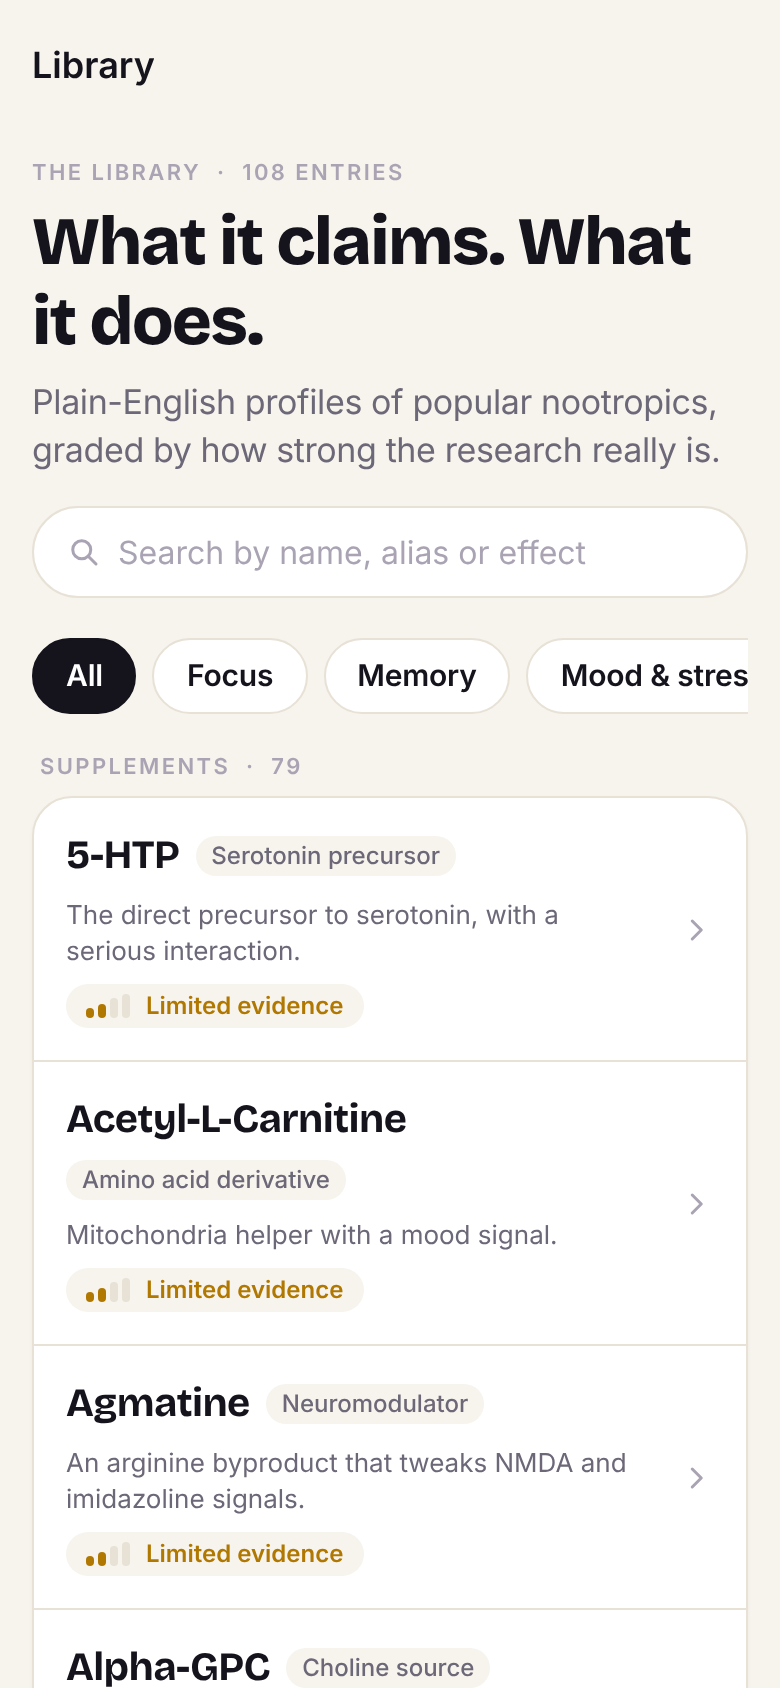 Library
THE LIBRARY · 108 ENTRIES
What it claims. What
it does.
Plain-English profiles of popular nootropics,
graded by how strong the research really is.
Search by name, alias or effect
All Focus Memory Mood & stres
SUPPLEMENTS · 79
5-HTP Serotonin precursor
The direct precursor to serotonin, with a
serious interaction.
Limited evidence
Acetyl-L-Carnitine
Amino acid derivative
Mitochondria helper with a mood signal.
Limited evidence
Agmatine Neuromodulator
An arginine byproduct that tweaks NMDA and
imidazoline signals.
Limited evidence
Alpha-GPC Choline source